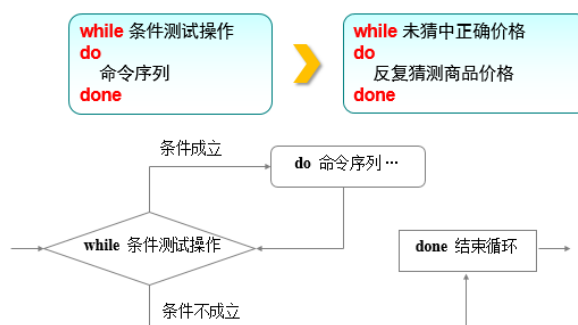 while 条件测试操作
do
命令序列
done
while 未猜中正确价格
do
反复猜测商品价格
done
条件成立
do 命令序列…
while 条件测试操作
done 结束循环
条件不成立